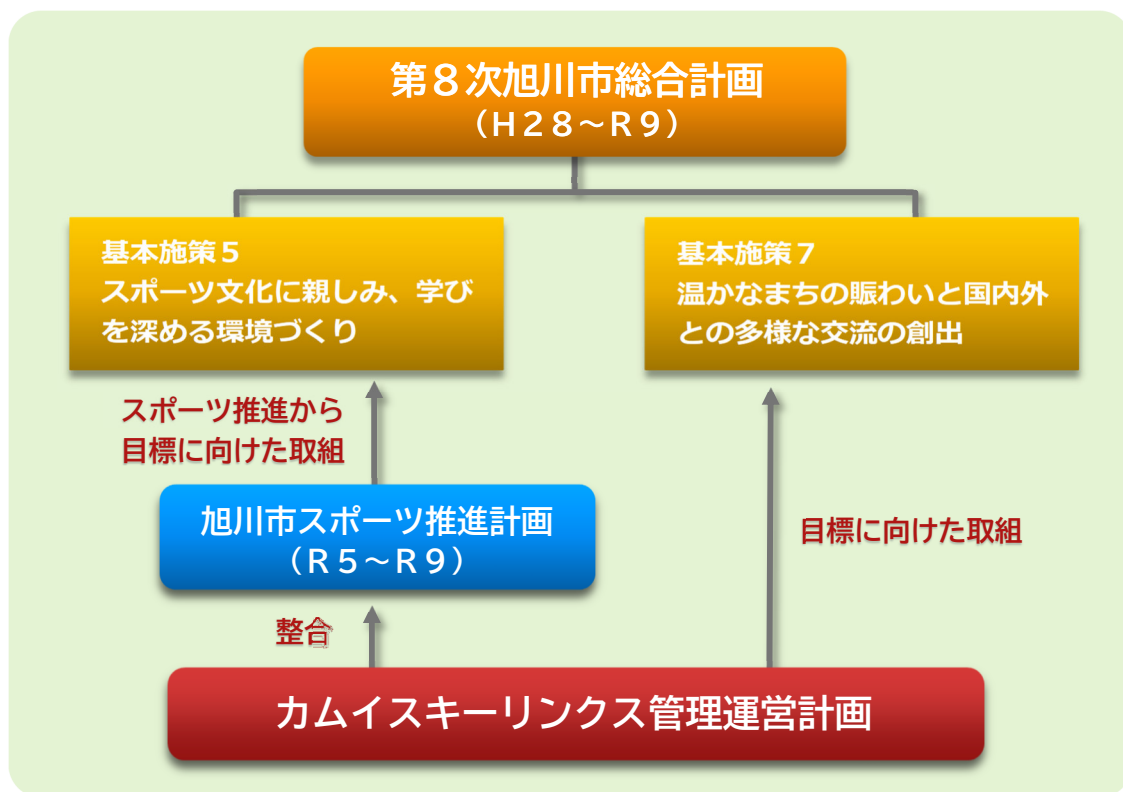 第８次旭川市総合計画
（Ｈ２８～Ｒ９）
基本施策５
スポーツ文化に親しみ、学び
を深める環境づくり
基本施策７
温かなまちの賑わいと国内外
との多様な交流の創出
スポーツ推進から
目標に向けた取組
旭川市スポーツ推進計画
（Ｒ５～Ｒ９）
目標に向けた取組
整合
カムイスキーリンクス管理運営計画